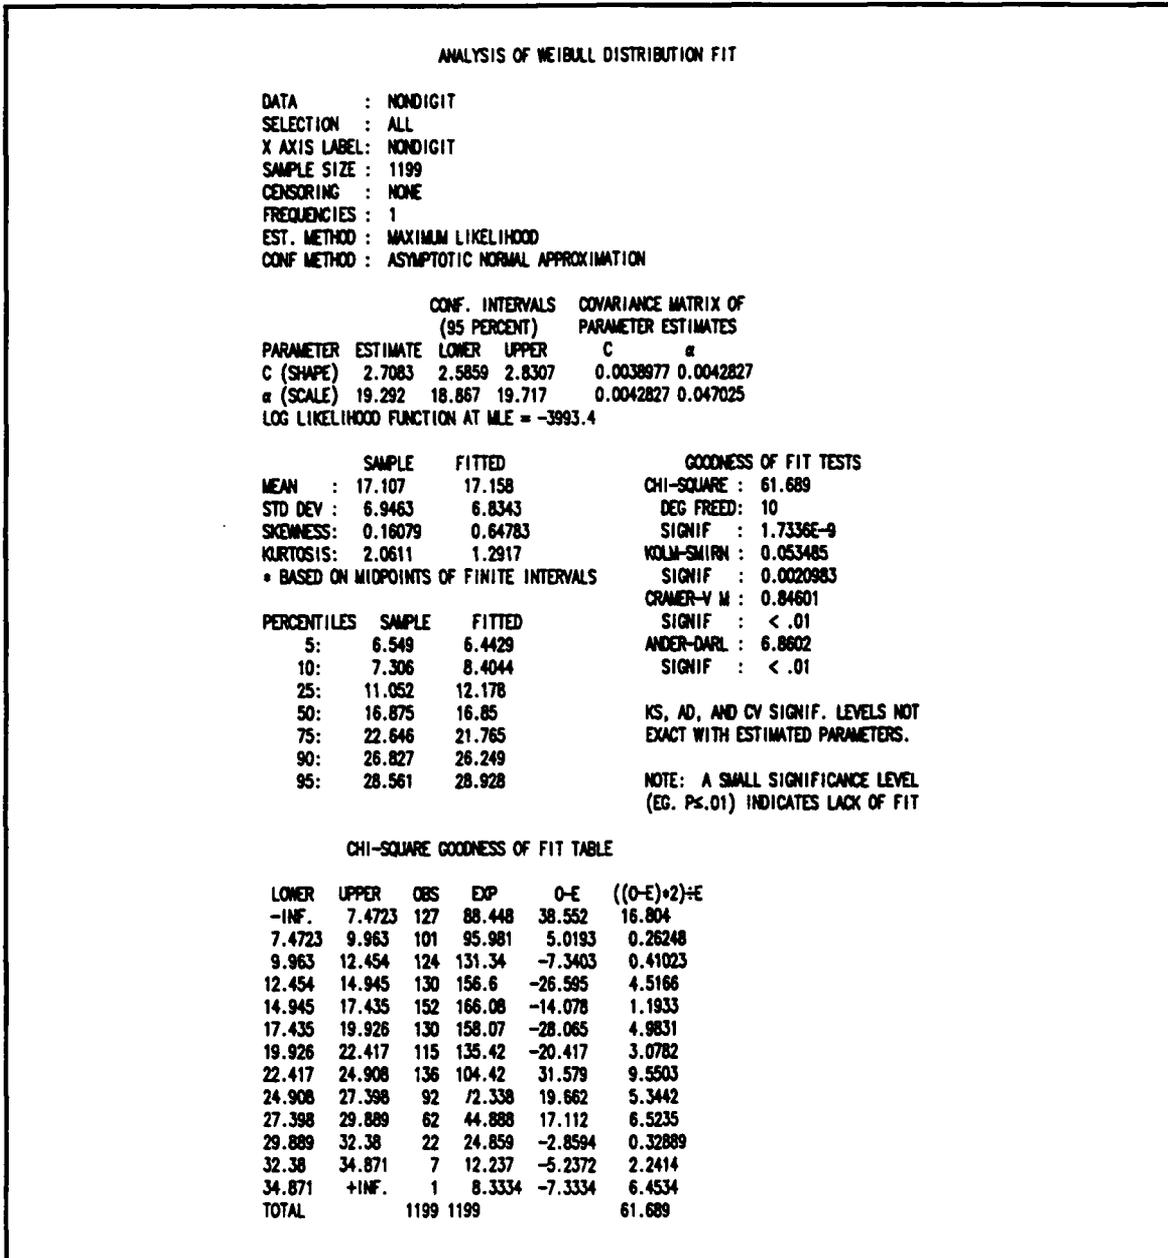 ANALYSIS OF WEIBULL DISTRIBUTION FIT
DATA : NONDIGIT
SELECTION : ALL
X AXIS LABEL: NONDIGIT
SAMPLE SIZE : 1199
CENSORING : NONE
FREQUENCIES : 1
EST. METHOD : MAXIMUM LIKELIHOOD
CONF METHOD : ASYMPTOTIC NORMAL APPROXIMATION
CONF. INTERVALS COVARIANCE MATRIX OF
(95 PERCENT) PARAMETER ESTIMATES
PARAMETER ESTIMATE LOWER UPPER C α
C (SHAPE) 2.7083 2.5859 2.8307 0.0038977 0.0042827
α (SCALE) 19.292 18.867 19.717 0.0042827 0.047025
LOG LIKELIHOOD FUNCTION AT MLE = -3993.4
SAMPLE FITTED
MEAN : 17.107 17.158
STD DEV : 6.9463 6.8343
SKEWNESS: 0.16079 0.64783
KURTOSIS: 2.0611 1.2917
* BASED ON MIDPOINTS OF FINITE INTERVALS
PERCENTILES SAMPLE FITTED
5: 6.549 6.4429
10: 7.306 8.4044
25: 11.052 12.178
50: 16.875 16.85
75: 22.646 21.765
90: 26.827 26.249
95: 28.561 28.928
GOODNESS OF FIT TESTS
CHI-SQUARE : 61.689
DEG FREED: 10
SIGNIF : 1.7336E-9
KOLM-SMIRN : 0.053485
SIGNIF : 0.0020983
CRAMER-V M : 0.84601
SIGNIF : < .01
ANDER-DARL : 6.8602
SIGNIF : < .01
KS, AD, AND CV SIGNIF. LEVELS NOT
EXACT WITH ESTIMATED PARAMETERS.
NOTE: A SMALL SIGNIFICANCE LEVEL
(EG. P≤.01) INDICATES LACK OF FIT
CHI-SQUARE GOODNESS OF FIT TABLE
LOWER UPPER OBS EXP O-E ((O-E)*2)÷E
-INF. 7.4723 127 88.448 38.552 16.804
7.4723 9.963 101 95.981 5.0193 0.26248
9.963 12.454 124 131.34 -7.3403 0.41023
12.454 14.945 130 156.6 -26.595 4.5166
14.945 17.435 152 166.08 -14.078 1.1933
17.435 19.926 130 158.07 -28.065 4.9831
19.926 22.417 115 135.42 -20.417 3.0782
22.417 24.908 136 104.42 31.579 9.5503
24.908 27.398 92 72.338 19.662 5.3442
27.398 29.889 62 44.888 17.112 6.5235
29.889 32.38 22 24.859 -2.8594 0.32889
32.38 34.871 7 12.237 -5.2372 2.2414
34.871 +INF. 1 8.3334 -7.3334 6.4534
TOTAL 1199 1199 61.689